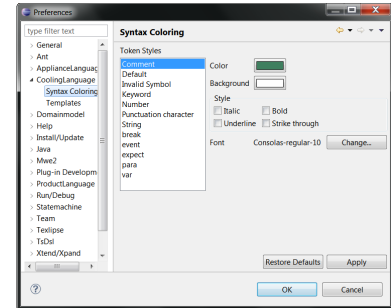 Preferences
type filter text
General
Ant
ApplianceLanguag
CoolingLanguage
Syntax Coloring
Templates
Domainmodel
Help
Install/Update
Java
Mwe2
Plug-in Developm
ProductLanguage
Run/Debug
Statemachine
Team
Texlipse
TsDsl
Xtend/Xpand
Syntax Coloring
Token Styles
Comment
Default
Invalid Symbol
Keyword
Number
Punctuation character
String
break
event
expect
para
var
Color
Background
Style
Italic Bold
Underline Strike through
Font Consolas-regular-10 Change...
Restore Defaults Apply
OK Cancel